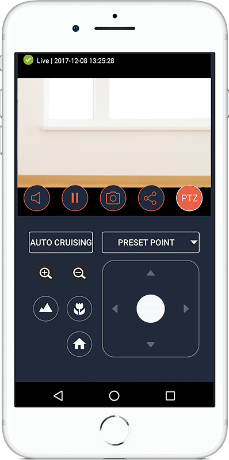 Live | 2017-12-08 13:25:28
PTZ
AUTO CRUISING
PRESET POINT